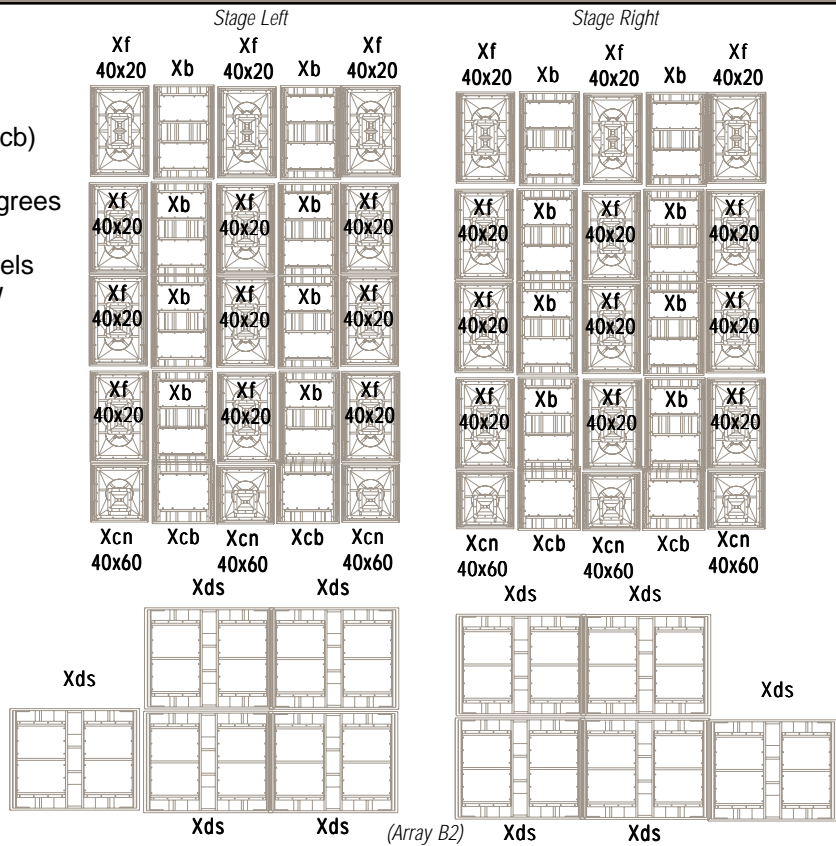 Stage Left
Stage Right
Xf Xb Xf Xb Xf
40x20 40x20 40x20
Xf Xb Xf Xb Xf
40x20 40x20 40x20
cb)
grees
els
Xf Xb Xf Xb Xf
40x20 40x20 40x20
Xf Xb Xf Xb Xf
40x20 40x20 40x20
Xf Xb Xf Xb Xf
40x20 40x20 40x20
Xf Xb Xf Xb Xf
40x20 40x20 40x20
Xf Xb Xf Xb Xf
40x20 40x20 40x20
Xf Xb Xf Xb Xf
40x20 40x20 40x20
Xcn Xcb Xcn Xcb Xcn
40x60 40x60 40x60
Xcn Xcb Xcn Xcb Xcn
40x60 40x60 40x60
Xds Xds
Xds
Xds Xds
Xds Xds
Xds
Xds Xds
(Array B2)